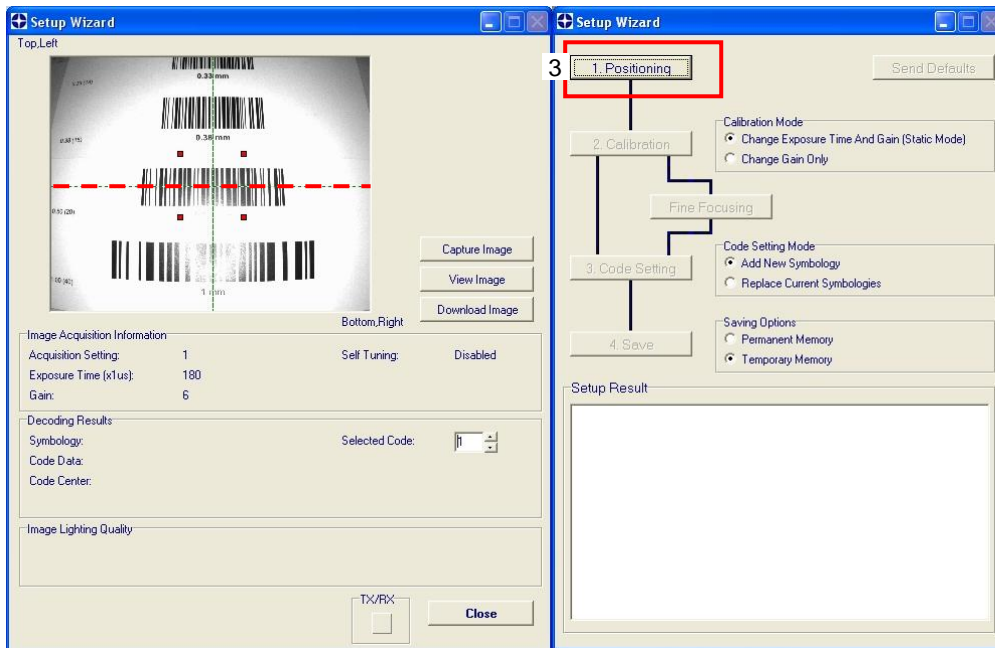 Setup Wizard
Top,Left
0.33 mm
0.38 mm
1 mm
Capture Image
View Image
Download Image
Bottom,Right
Image Acquisition Information
Acquisition Setting: 1 Self Tuning: Disabled
Exposure Time (x1us): 180
Gain: 6
Decoding Results
Symbology: Selected Code: 1
Code Data:
Code Center:
Image Lighting Quality
TX/RX
Close
Setup Wizard
3
1. Positioning
Send Defaults
2. Calibration
Calibration Mode
Change Exposure Time And Gain (Static Mode)
Change Gain Only
Fine Focusing
3. Code Setting
Code Setting Mode
Add New Symbology
Replace Current Symbologies
4. Save
Saving Options
Permanent Memory
Temporary Memory
Setup Result